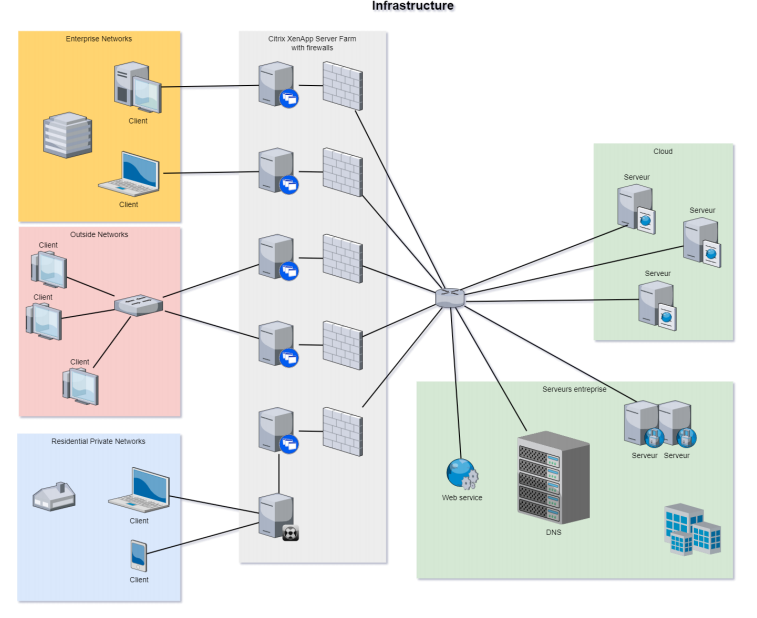 Infrastructure
Enterprise Networks
Client
Client
Outside Networks
Client
Client
Client
Residential Private Networks
Client
Client
Citrix XenApp Server Farm
with firewalls
Cloud
Serveur
Serveur
Serveur
Serveurs entreprise
Serveur Serveur
Web service
DNS